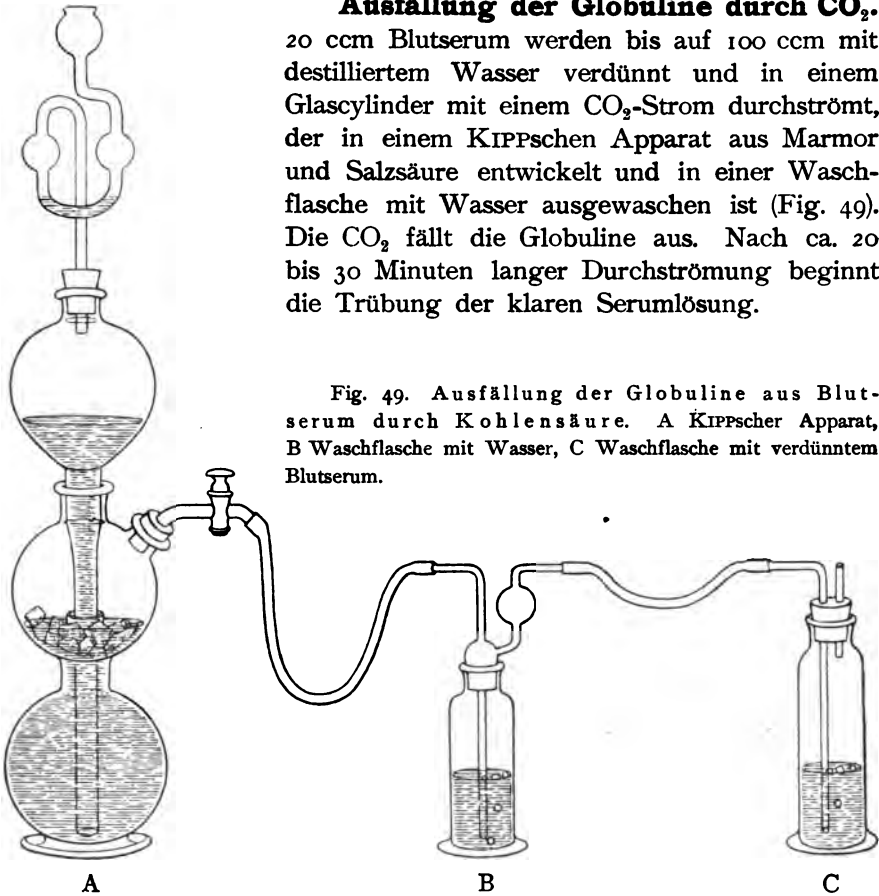 Ausfällung der Globuline durch CO₂.
20 ccm Blutserum werden bis auf 100 ccm mit
destilliertem Wasser verdünnt und in einem
Glascylinder mit einem CO₂-Strom durchströmt,
der in einem KIPPschen Apparat aus Marmor
und Salzsäure entwickelt und in einer Wasch-
flasche mit Wasser ausgewaschen ist (Fig. 49).
Die CO₂ fällt die Globuline aus. Nach ca. 20
bis 30 Minuten langer Durchströmung beginnt
die Trübung der klaren Serumlösung.
Fig. 49. Ausfällung der Globuline aus Blut-
serum durch Kohlensäure. A KIPPscher Apparat,
B Waschflasche mit Wasser, C Waschflasche mit verdünntem
Blutserum.
A B C